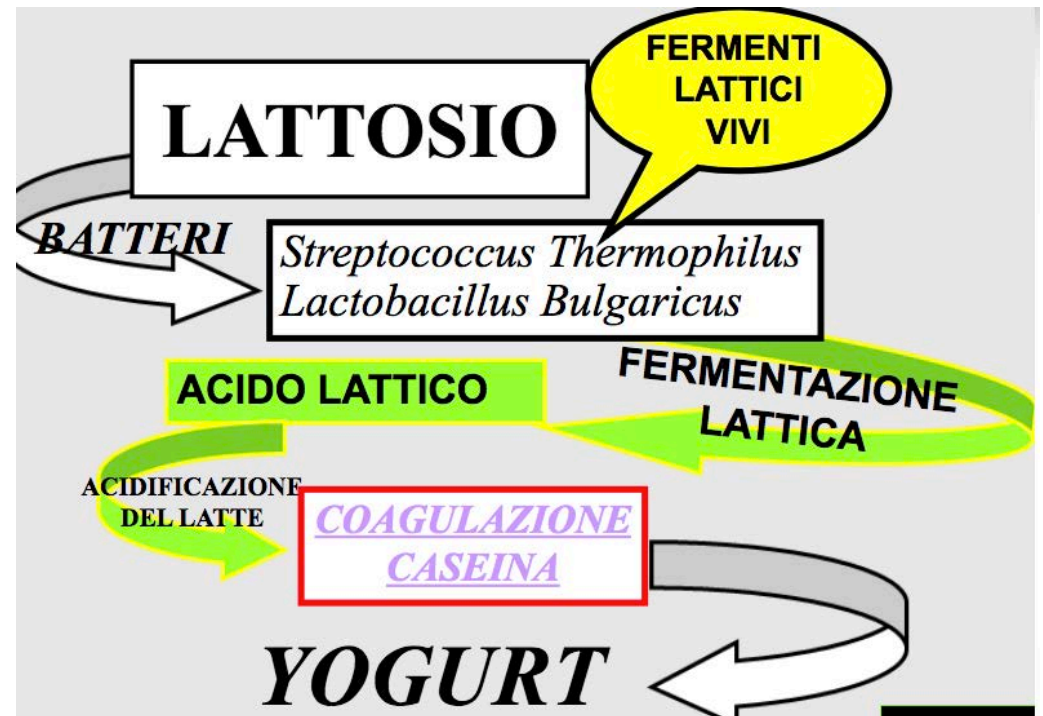 FERMENTI
LATTICI
VIVI
LATTOSIO
BATTERI
Streptococcus Thermophilus
Lactobacillus Bulgaricus
FERMENTAZIONE
LATTICA
ACIDO LATTICO
ACIDIFICAZIONE
DEL LATTE
COAGULAZIONE
CASEINA
YOGURT